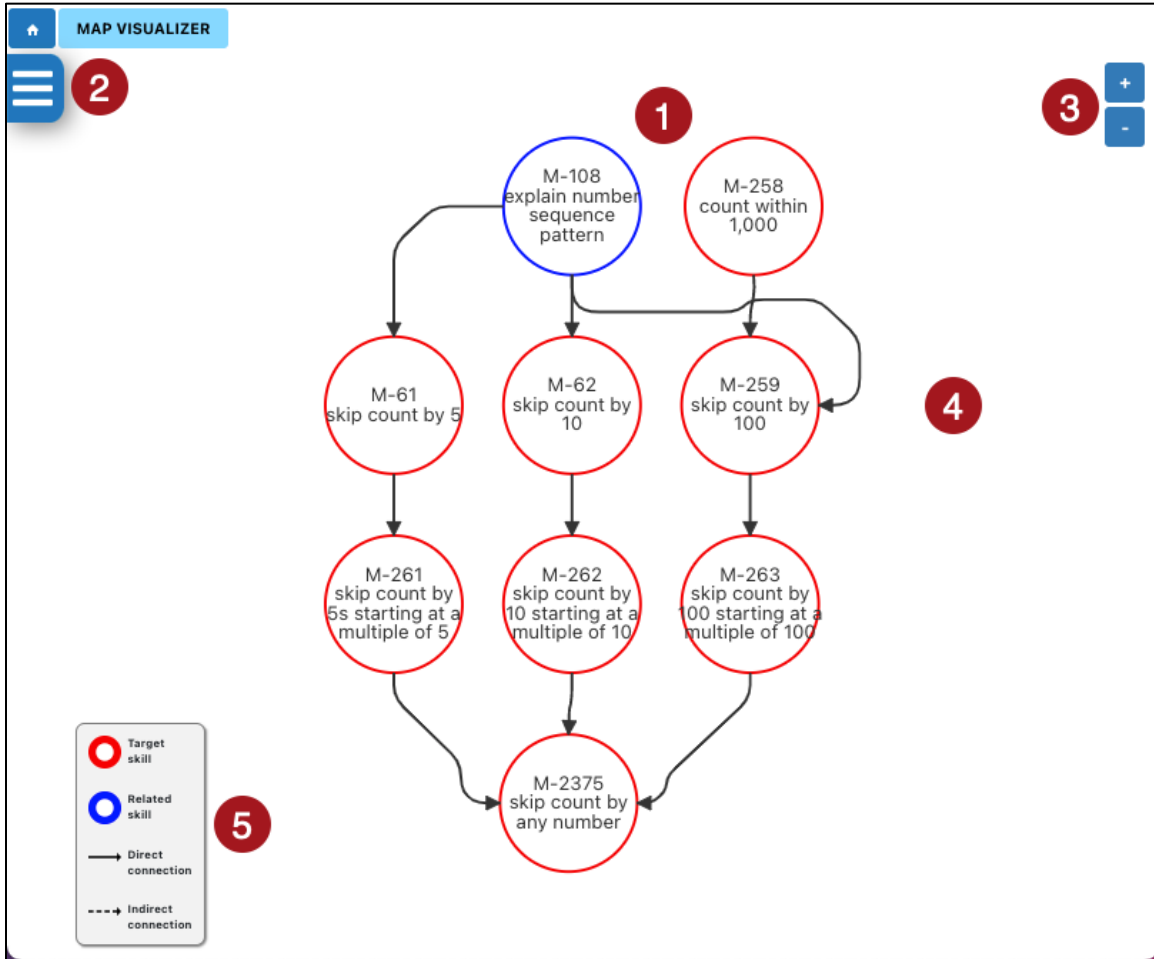 MAP VISUALIZER
2
1
3
+
-
M-108
explain number
sequence
pattern
M-258
count within
1,000
M-61
skip count by 5
M-62
skip count by
10
M-259
skip count by
100
4
M-261
skip count by
5s starting at a
multiple of 5
M-262
skip count by
10 starting at a
multiple of 10
M-263
skip count by
100 starting at a
multiple of 100
M-2375
skip count by
any number
Target
skill
Related
skill
Direct
connection
Indirect
connection
5